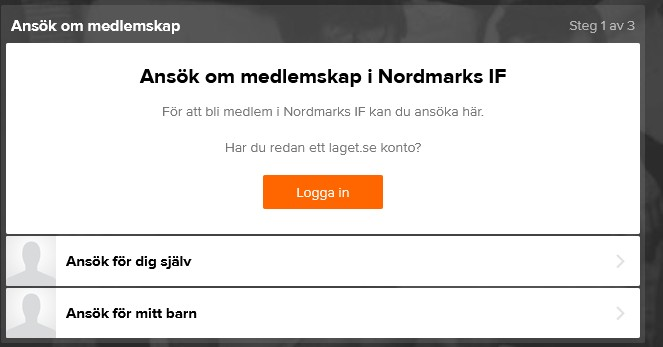 Ansök om medlemskap
Steg 1 av 3
Ansök om medlemskap i Nordmarks IF
För att bli medlem i Nordmarks IF kan du ansöka här.
Har du redan ett laget.se konto?
Logga in
Ansök för dig själv
Ansök för mitt barn